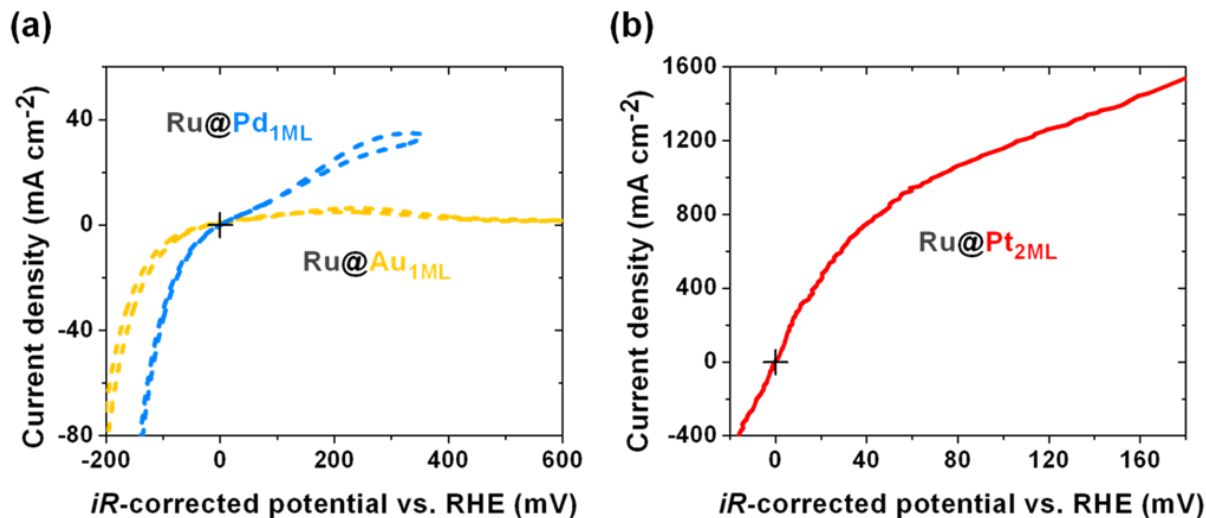 (a)
Current density (mA cm⁻²)
40
0
-40
-80
Ru@Pd1ML
Ru@Au1ML
-200 0 200 400 600
iR-corrected potential vs. RHE (mV)
(b)
Current density (mA cm⁻²)
1600
1200
800
400
0
-400
Ru@Pt2ML
0 40 80 120 160
iR-corrected potential vs. RHE (mV)